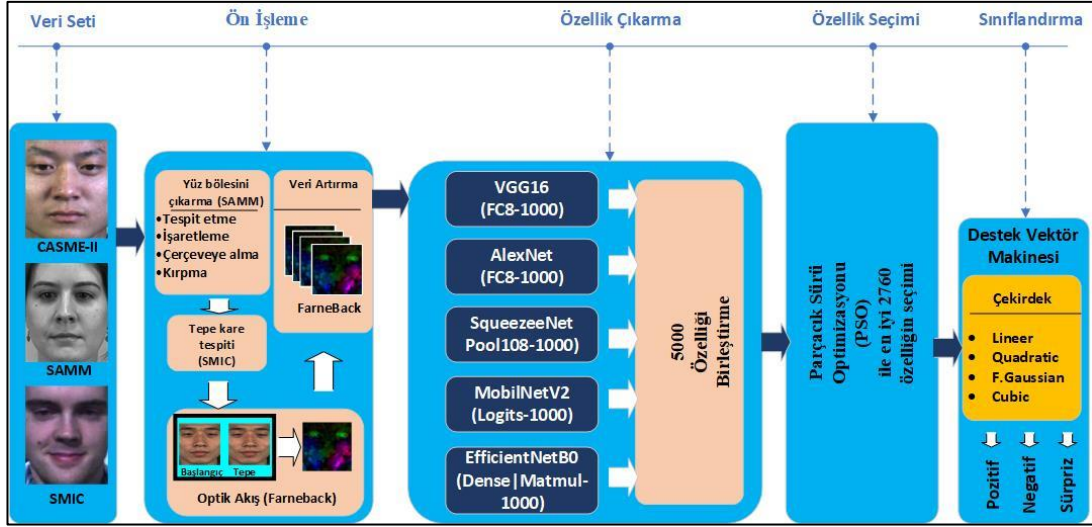 Veri Seti
Ön İşleme
Özellik Çıkarma
Özellik Seçimi
Sınıflandırma
CASME-II
SAMM
SMIC
Yüz bölesini
çıkarma (SAMM)
•Tespit etme
•İşaretleme
•Çerçeveye alma
•Kırpma
Veri Artırma
FarneBack
Tepe kare
tespiti
(SMIC)
Başlangıç Tepe
Optik Akış (Farneback)
VGG16
(FC8-1000)
AlexNet
(FC8-1000)
SqueezeeNet
Pool108-1000)
MobilNetV2
(Logits-1000)
EfficientNetB0
(Dense|Matmul-
1000)
5000
Özelliği
Birleştirme
Parçacık Sürü
Optimizasyonu
(PSO)
ile en iyi 2760
özelliğin seçimi
Destek Vektör
Makinesi
Çekirdek
• Lineer
• Quadratic
• F.Gaussian
• Cubic
Pozitif
Negatif
Sürpriz